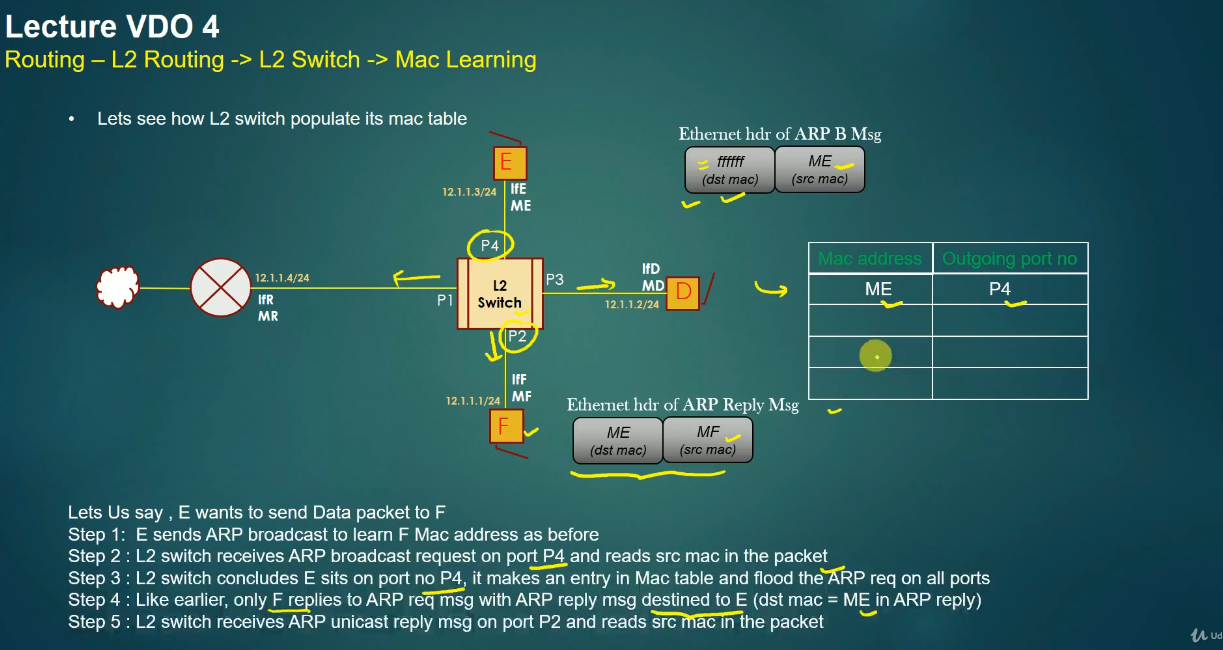 Lecture VDO 4
Routing – L2 Routing -> L2 Switch -> Mac Learning
• Lets see how L2 switch populate its mac table
Ethernet hdr of ARP B Msg
ffffff
(dst mac)
ME
(src mac)
E
12.1.1.3/24
IfE
ME
P4
12.1.1.4/24
IfR
MR
P1
L2
Switch
P3
IfD
MD
12.1.1.2/24
D
P2
IfF
MF
12.1.1.1/24
F
Mac address Outgoing port no
ME P4
Ethernet hdr of ARP Reply Msg
ME
(dst mac)
MF
(src mac)
Lets Us say , E wants to send Data packet to F
Step 1: E sends ARP broadcast to learn F Mac address as before
Step 2 : L2 switch receives ARP broadcast request on port P4 and reads src mac in the packet
Step 3 : L2 switch concludes E sits on port no P4, it makes an entry in Mac table and flood the ARP req on all ports
Step 4 : Like earlier, only F replies to ARP req msg with ARP reply msg destined to E (dst mac = ME in ARP reply)
Step 5 : L2 switch receives ARP unicast reply msg on port P2 and reads src mac in the packet
Ud